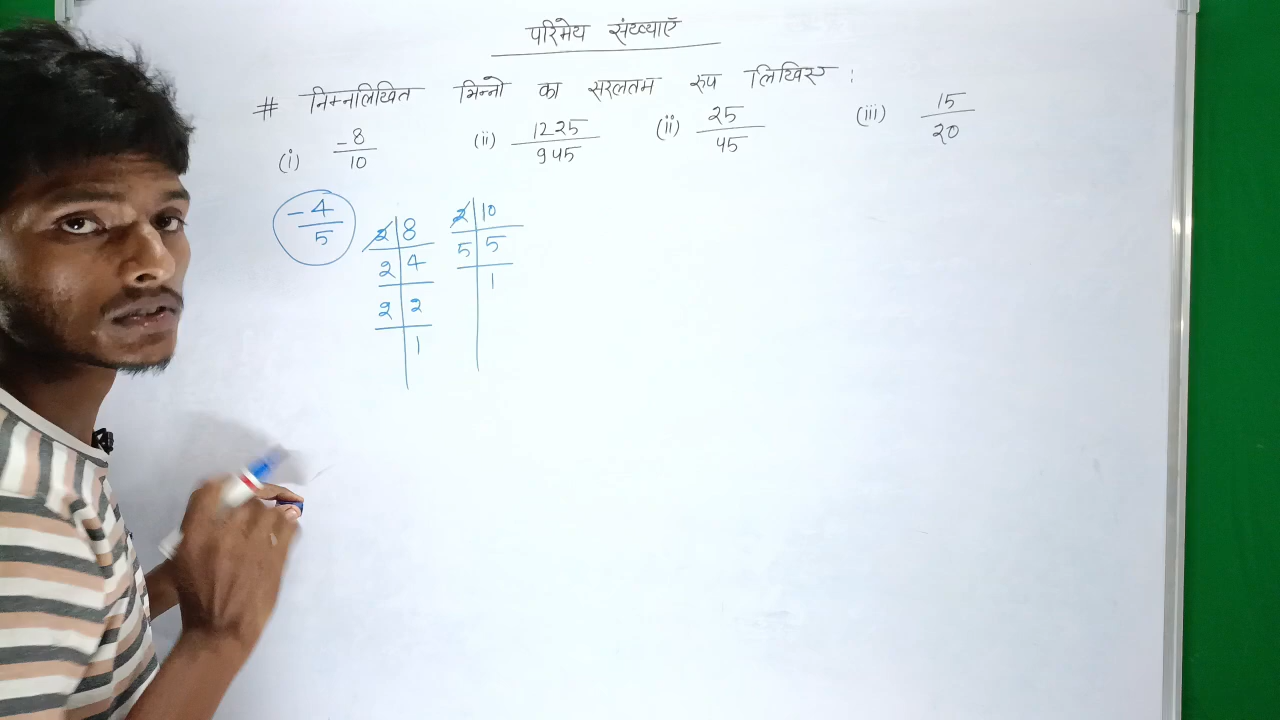 परिमेय संख्याएँ
# निम्नलिखित भिन्नो का सरलतम रुप लिखिए :
(i) -8/10 (ii) 1225/945 (ii) 25/45 (iii) 15/20
-4/5
2 | 8
2 | 4
2 | 2
1
2 | 10
5 | 5
1